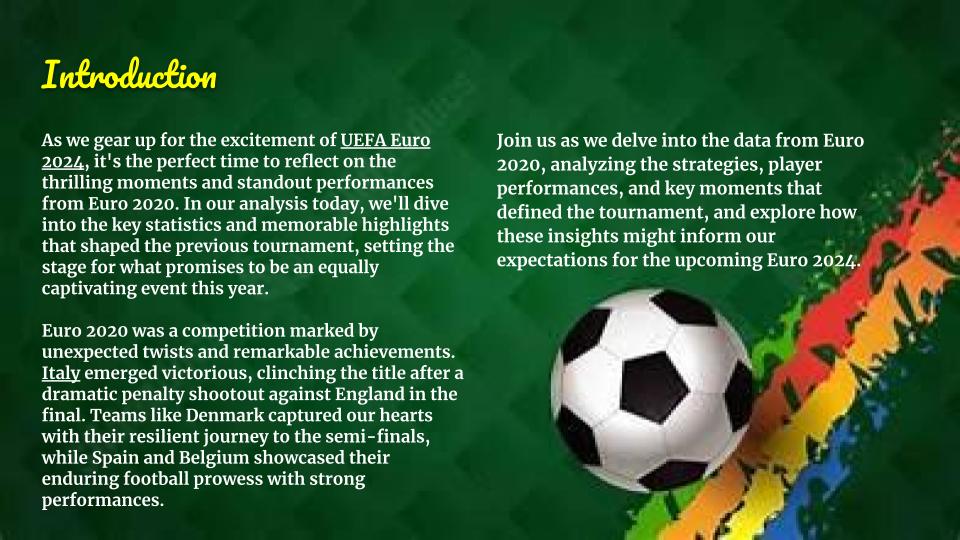 Introduction
As we gear up for the excitement of UEFA Euro
2024, it's the perfect time to reflect on the
thrilling moments and standout performances
from Euro 2020. In our analysis today, we'll dive
into the key statistics and memorable highlights
that shaped the previous tournament, setting the
stage for what promises to be an equally
captivating event this year.
Euro 2020 was a competition marked by
unexpected twists and remarkable achievements.
Italy emerged victorious, clinching the title after a
dramatic penalty shootout against England in the
final. Teams like Denmark captured our hearts
with their resilient journey to the semi-finals,
while Spain and Belgium showcased their
enduring football prowess with strong
performances.
Join us as we delve into the data from Euro
2020, analyzing the strategies, player
performances, and key moments that
defined the tournament, and explore how
these insights might inform our
expectations for the upcoming Euro 2024.